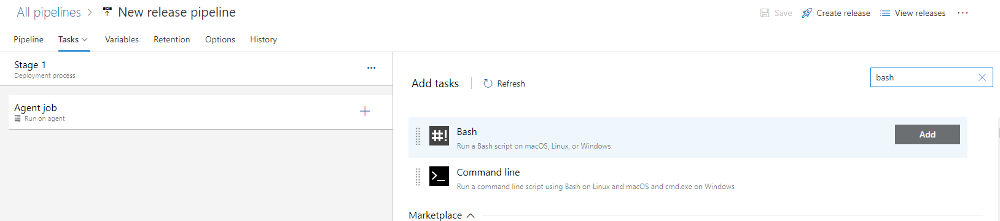 All pipelines > New release pipeline
Save Create release View releases ...
Pipeline Tasks Variables Retention Options History
Stage 1
Deployment process
Agent job
Run on agent
Add tasks Refresh
bash
#! Bash
Run a Bash script on macOS, Linux, or Windows
Add
>_ Command line
Run a command line script using Bash on Linux and macOS and cmd.exe on Windows
Marketplace